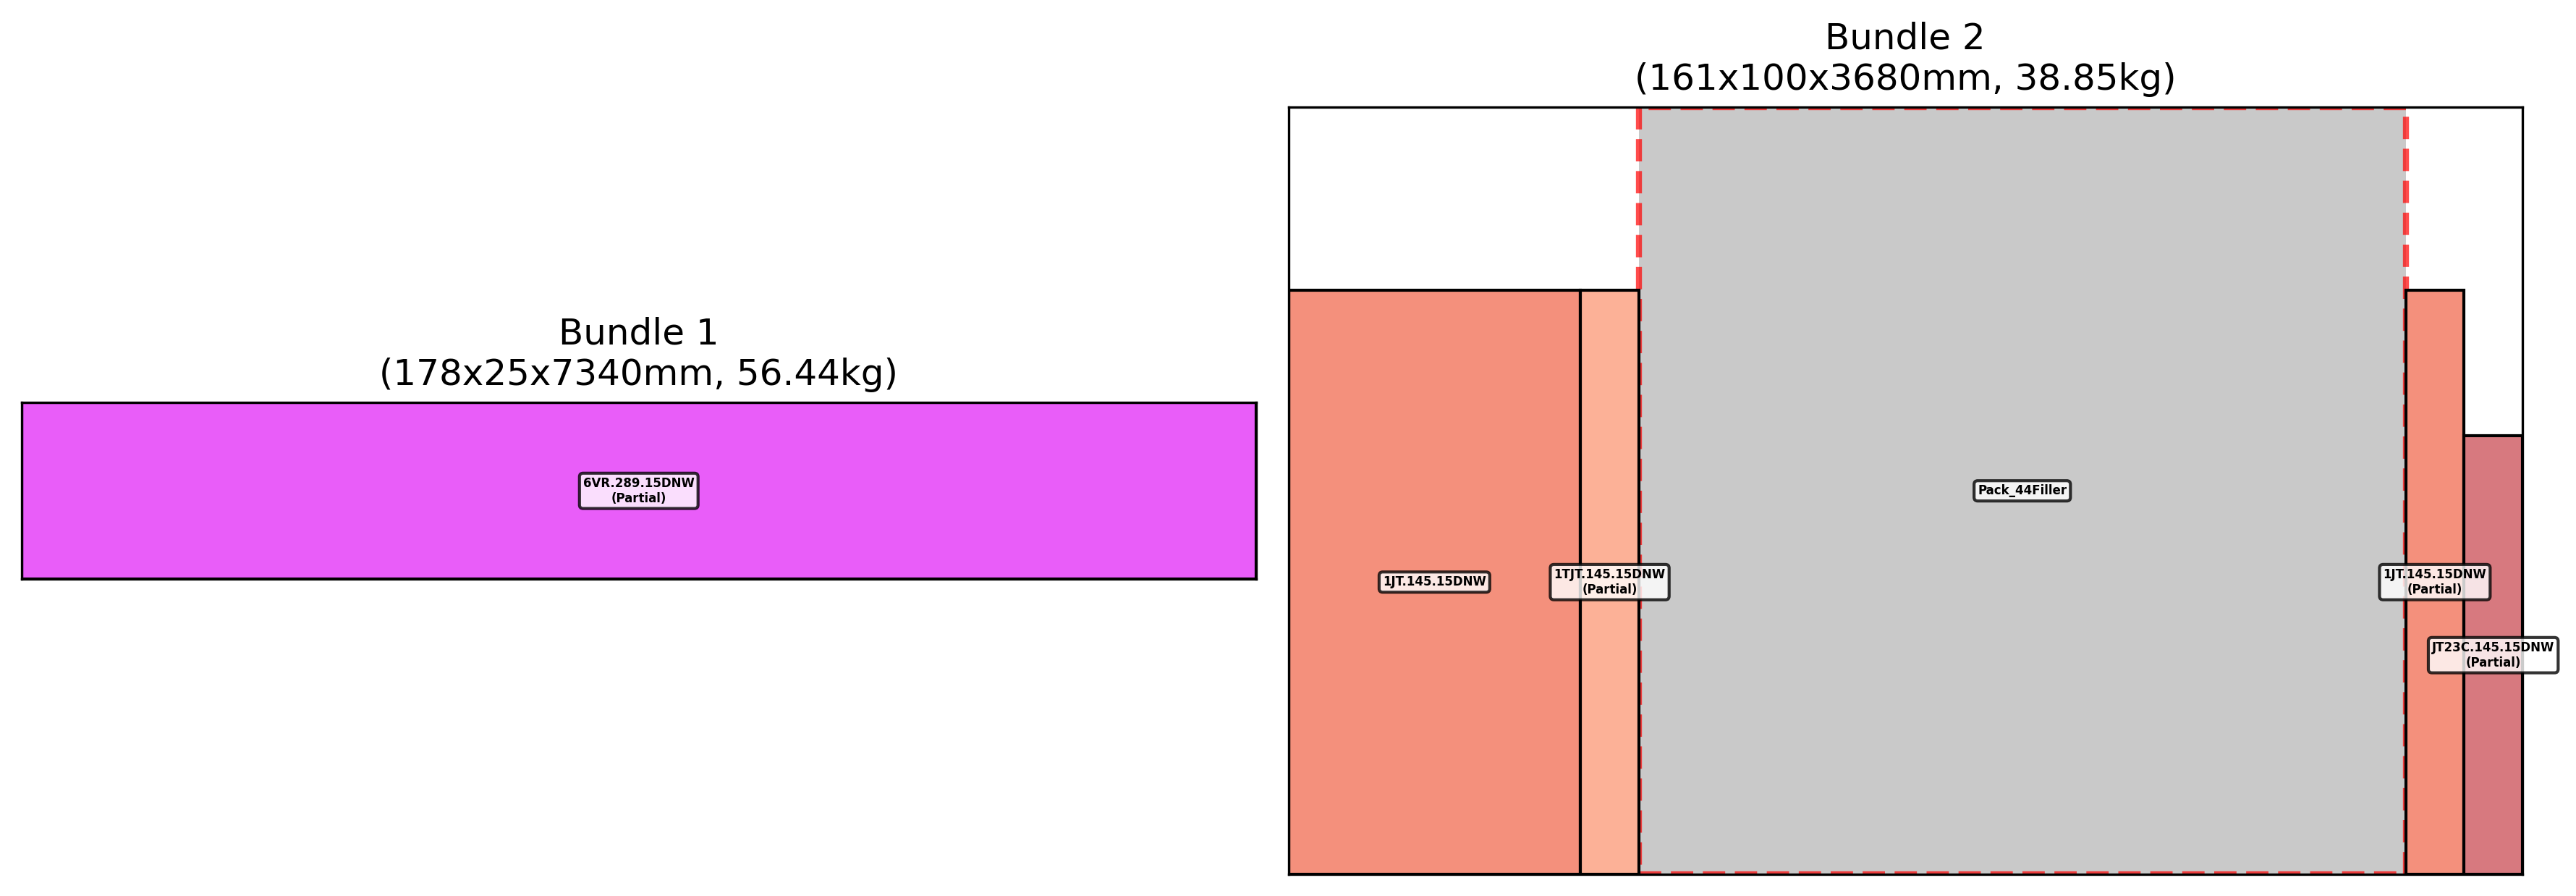 Bundle 1
(178x25x7340mm, 56.44kg)
6VR.289.15DNW
(Partial)
Bundle 2
(161x100x3680mm, 38.85kg)
1JT.145.15DNW
1TJT.145.15DNW
(Partial)
Pack_44Filler
1JT.145.15DNW
(Partial)
JT23C.145.15DNW
(Partial)